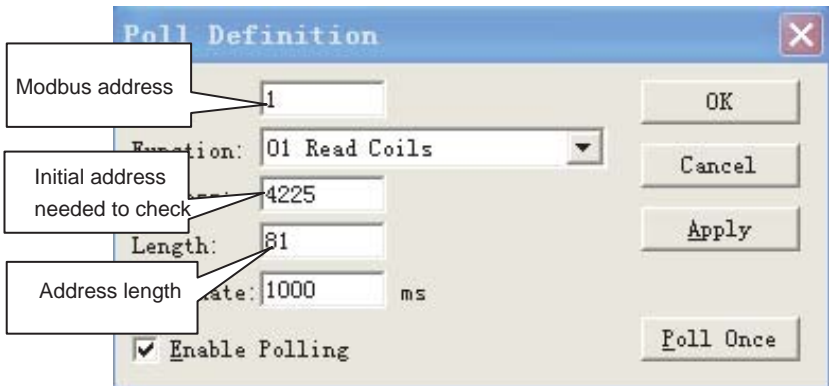 Poll Definition
Modbus address
1
OK
Function: 01 Read Coils
Cancel
Initial address
needed to check
4225
Apply
Length: 81
Address length
1000 ms
Enable Polling
Poll Once